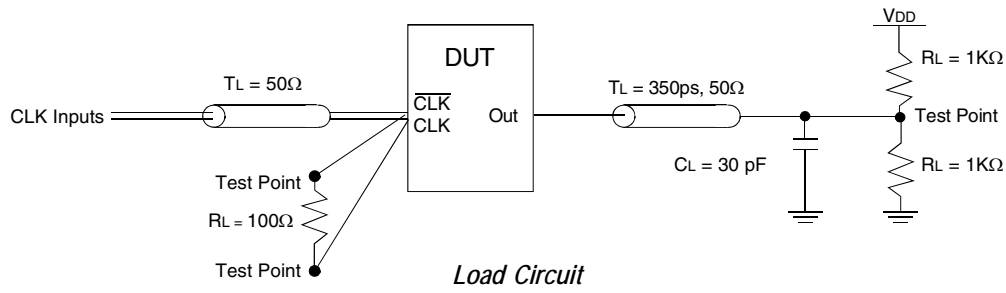 VDD
RL = 1KΩ
DUT
TL = 50Ω
TL = 350ps, 50Ω
CLK Inputs
CLK
CLK
Out
Test Point
CL = 30 pF
RL = 1KΩ
Test Point
RL = 100Ω
Test Point
Load Circuit